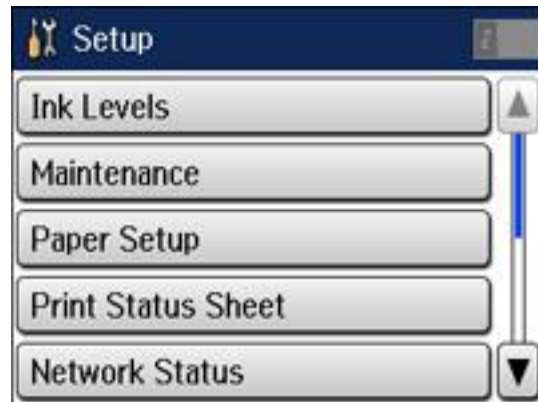 Setup
Ink Levels
Maintenance
Paper Setup
Print Status Sheet
Network Status